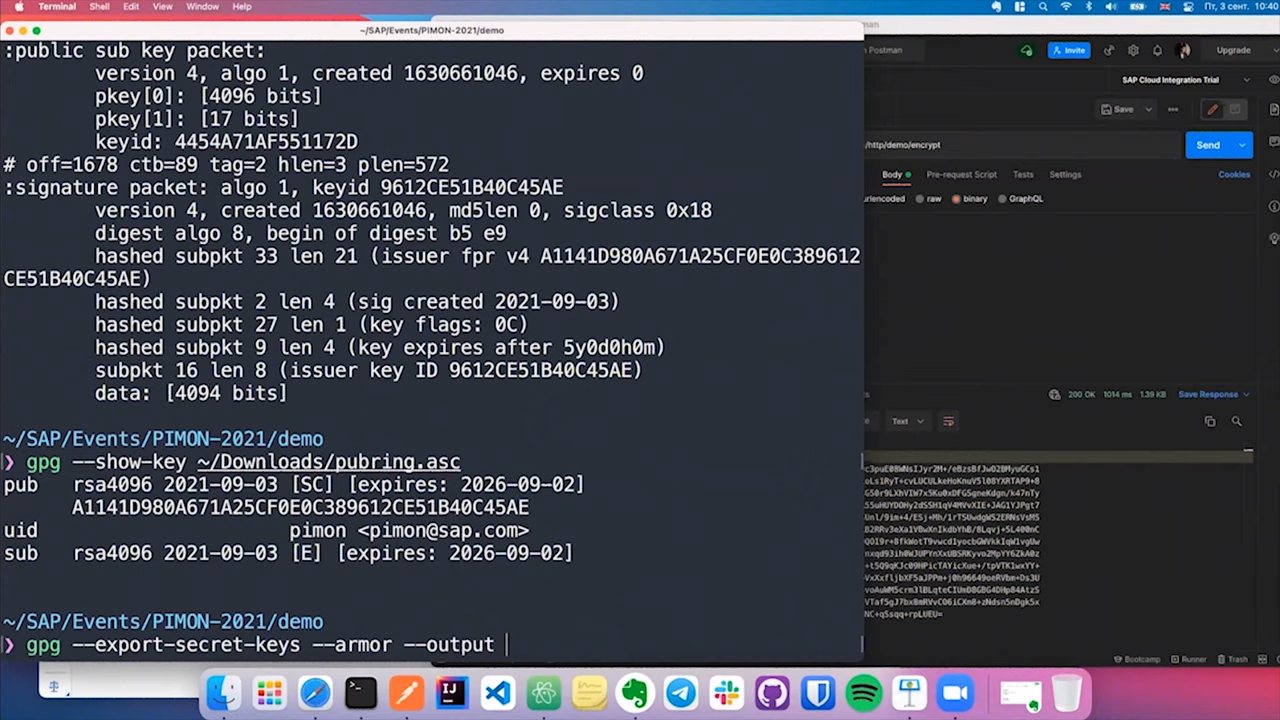 Terminal Shell Edit View Window Help
Пт, 3 сент. 10:40
~/SAP/Events/PIMON-2021/demo
:public sub key packet:
version 4, algo 1, created 1630661046, expires 0
pkey[0]: [4096 bits]
pkey[1]: [17 bits]
keyid: 4454A71AF551172D
# off=1678 ctb=89 tag=2 hlen=3 plen=572
:signature packet: algo 1, keyid 9612CE51B40C45AE
version 4, created 1630661046, md5len 0, sigclass 0x18
digest algo 8, begin of digest b5 e9
hashed subpkt 33 len 21 (issuer fpr v4 A1141D980A671A25CF0E0C389612
CE51B40C45AE)
hashed subpkt 2 len 4 (sig created 2021-09-03)
hashed subpkt 27 len 1 (key flags: 0C)
hashed subpkt 9 len 4 (key expires after 5y0d0h0m)
subpkt 16 len 8 (issuer key ID 9612CE51B40C45AE)
data: [4094 bits]
~/SAP/Events/PIMON-2021/demo
❯ gpg --show-key ~/Downloads/pubring.asc
pub rsa4096 2021-09-03 [SC] [expires: 2026-09-02]
A1141D980A671A25CF0E0C389612CE51B40C45AE
uid pimon <pimon@sap.com>
sub rsa4096 2021-09-03 [E] [expires: 2026-09-02]
~/SAP/Events/PIMON-2021/demo
❯ gpg --export-secret-keys --armor --output
Postman
Invite
Upgrade
SAP Cloud Integration Trial
Save
/http/demo/encrypt
Send
Body Pre-request Script Tests Settings Cookies
urlencoded raw binary GraphQL
200 OK 1014 ms 1.39 KB Save Response
Text
Bootcamp Runner Trash